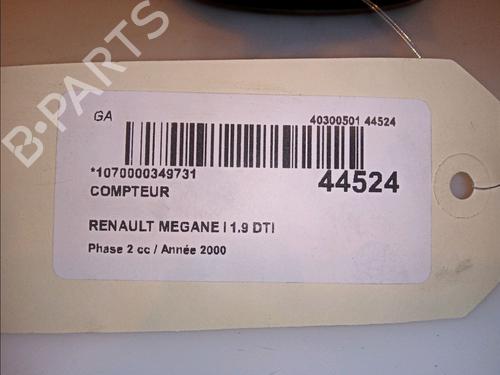 B-PARTS
GA
40300501 44524
*1070000349731
44524
COMPTEUR
RENAULT MEGANE I 1.9 DTI
Phase 2 cc / Année 2000